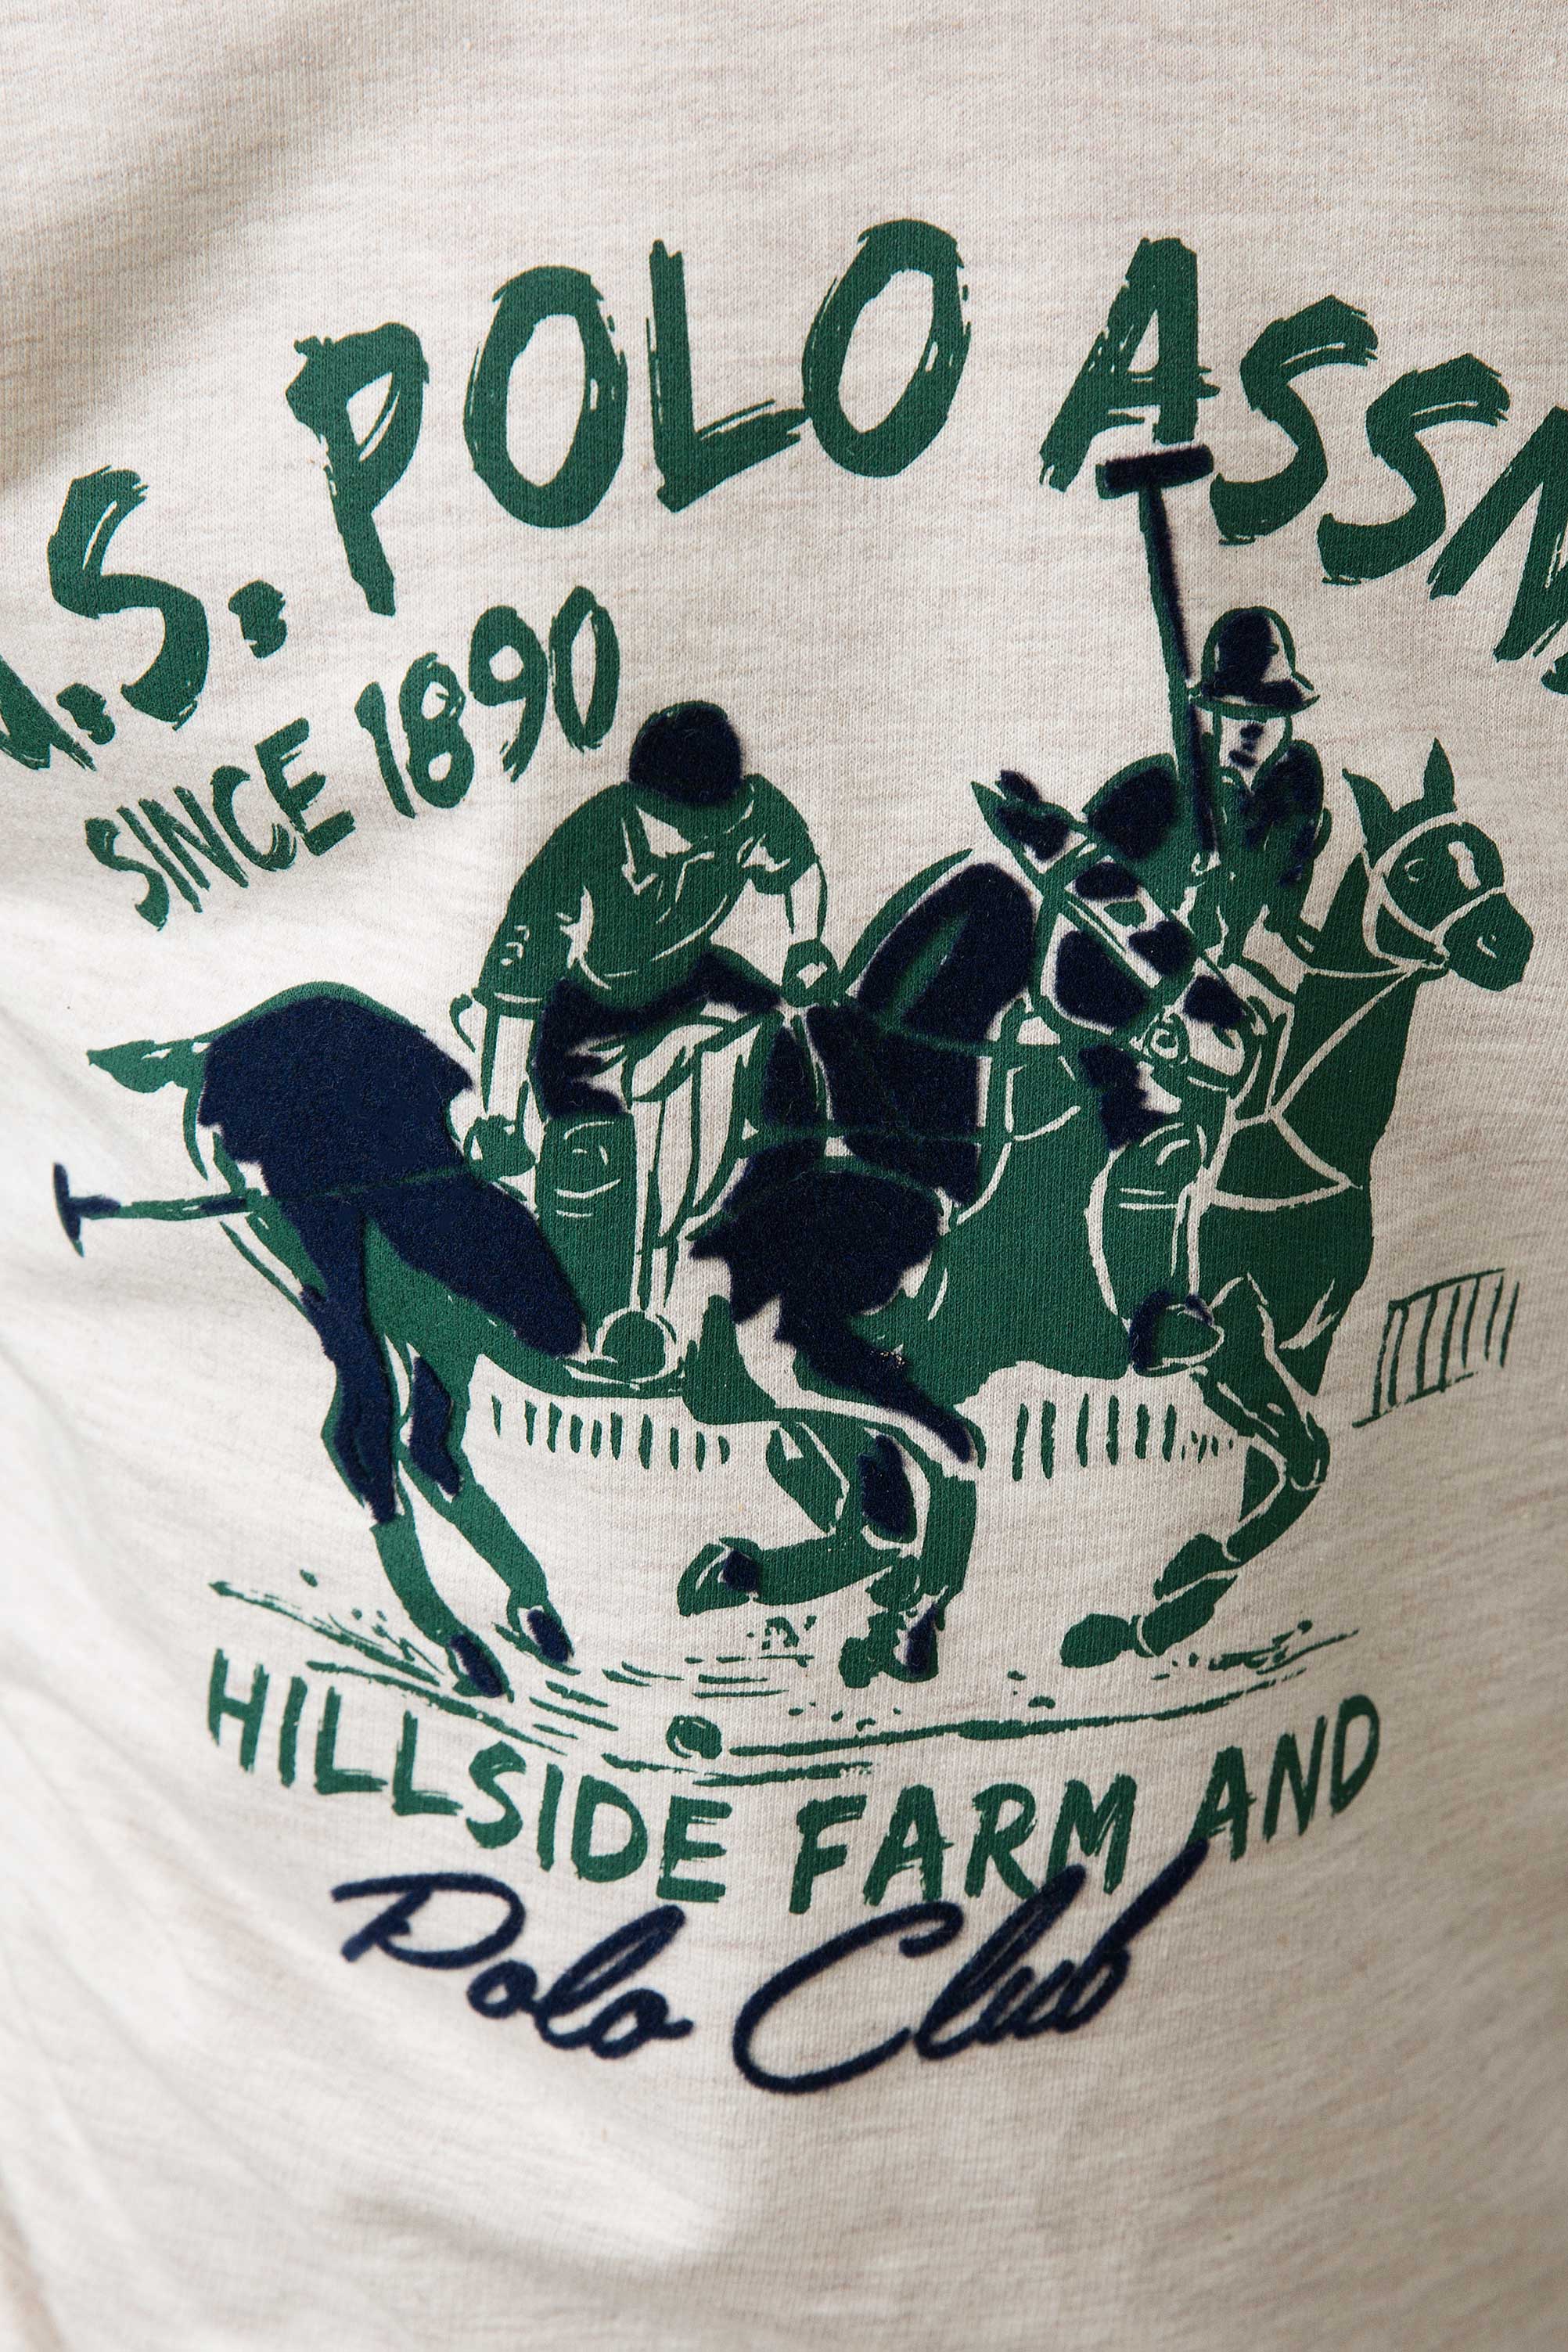 U.S. POLO ASSN.
SINCE 1890
HILLSIDE FARM AND
Polo Club